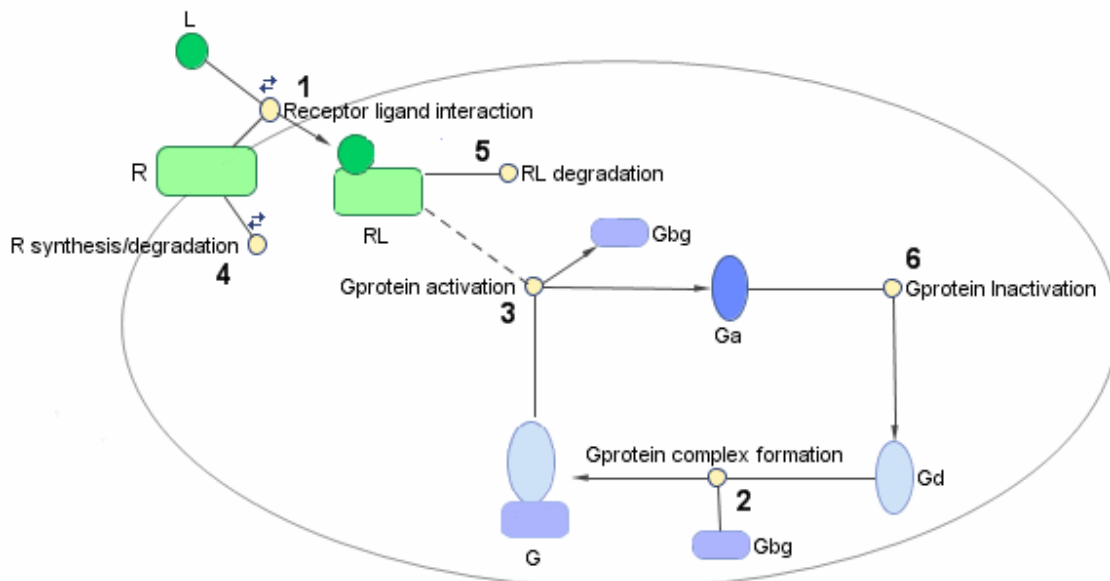 L
1
Receptor ligand interaction
R
5
RL degradation
RL
R synthesis/degradation
4
Gbg
Gprotein activation
3
6
Gprotein Inactivation
Ga
Gprotein complex formation
Gd
2
G
Gbg